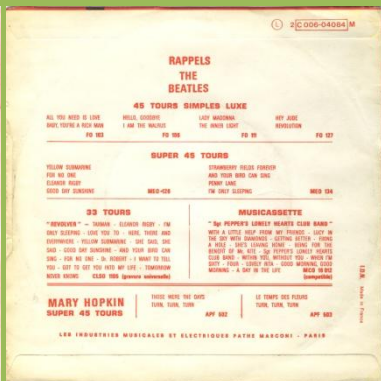 L 2C 006-04084 M
RAPPELS
THE
BEATLES
45 TOURS SIMPLES LUXE
ALL YOU NEED IS LOVE HELLO, GOODBYE LADY MADONNA HEY JUDE
BABY, YOU'RE A RICH MAN I AM THE WALRUS THE INNER LIGHT REVOLUTION
FO 103 FO 106 FO 111 FO 127
SUPER 45 TOURS
YELLOW SUBMARINE STRAWBERRY FIELDS FOREVER
FOR NO ONE AND YOUR BIRD CAN SING
ELEANOR RIGBY PENNY LANE
GOOD DAY SUNSHINE I'M ONLY SLEEPING MEO 134
33 TOURS MUSICASSETTE
"REVOLVER" - TAXMAN - ELEANOR RIGBY - I'M "Sgt PEPPER'S LONELY HEARTS CLUB BAND"
ONLY SLEEPING - LOVE YOU TO - HERE, THERE AND WITH A LITTLE HELP FROM MY FRIENDS - LUCY IN
EVERYWHERE - YELLOW SUBMARINE - SHE SAID, SHE THE SKY WITH DIAMONDS - GETTING BETTER - FIXING
SAID - GOOD DAY SUNSHINE - AND YOUR BIRD CAN A HOLE - SHE'S LEAVING HOME - BEING FOR THE
SING - FOR NO ONE - Dr. ROBERT - I WANT TO TELL BENEFIT OF Mr. KITE - Sgt PEPPER'S LONELY HEARTS
YOU - GOT TO GET YOU INTO MY LIFE - TOMORROW CLUB BAND - WITHIN YOU, WITHOUT YOU - WHEN I'M
NEVER KNOWS (gravure universelle) SIXTY - FOUR - LOVELY RITA - GOOD MORNING, GOOD
MORNING - A DAY IN THE LIFE (compatible)
MARY HOPKIN THOSE WERE THE DAYS LE TEMPS DES FLEURS
SUPER 45 TOURS TURN, TURN, TURN TURN, TURN, TURN
APF 502 APF 503
LES INDUSTRIES MUSICALES ET ELECTRIQUES PATHE MARCONI - PARIS
Made in France